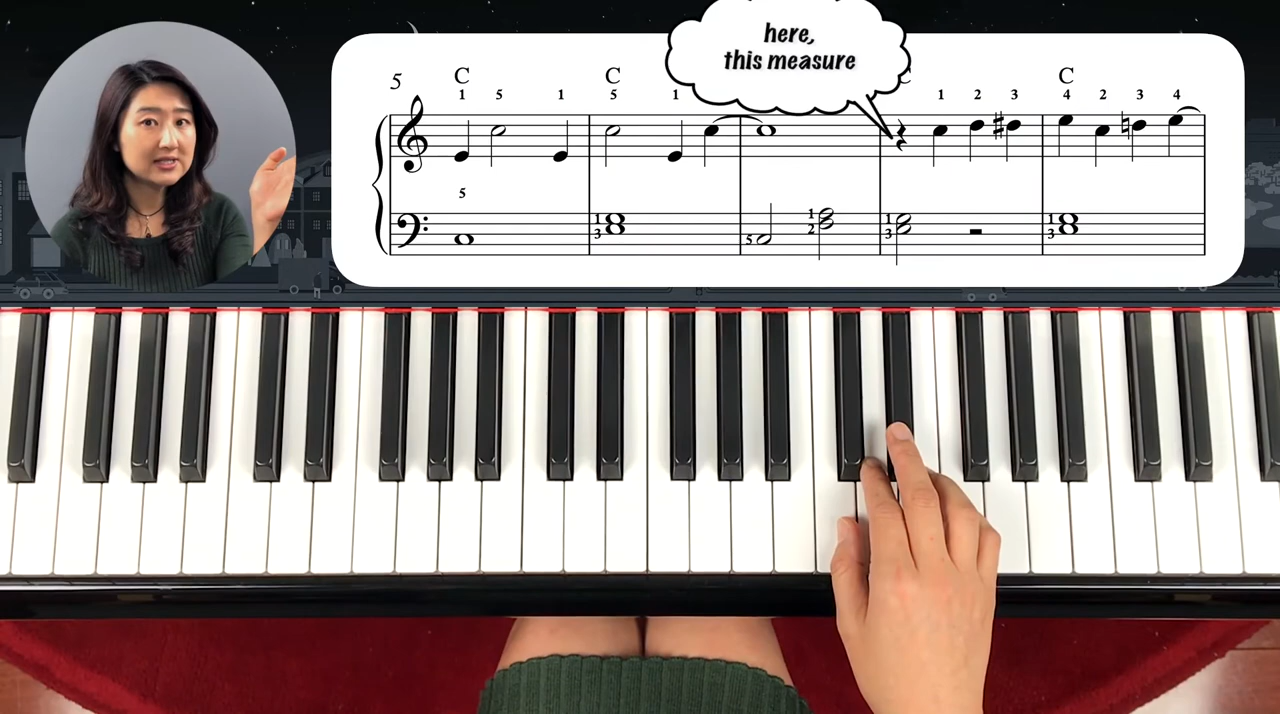 here,
this measure
5 C C C C
1 5 1 5 1 1 2 3 4 2 3 4
5
1 1 1 1
3 5 2 3 3